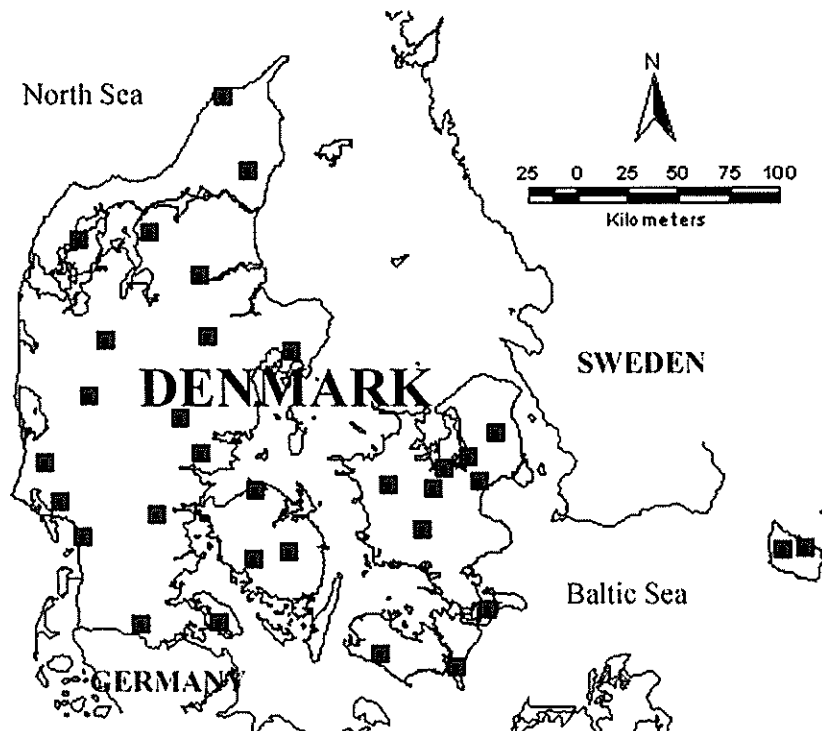 North Sea
N
25 0 25 50 75 100
Kilometers
DENMARK
SWEDEN
Baltic Sea
GERMANY